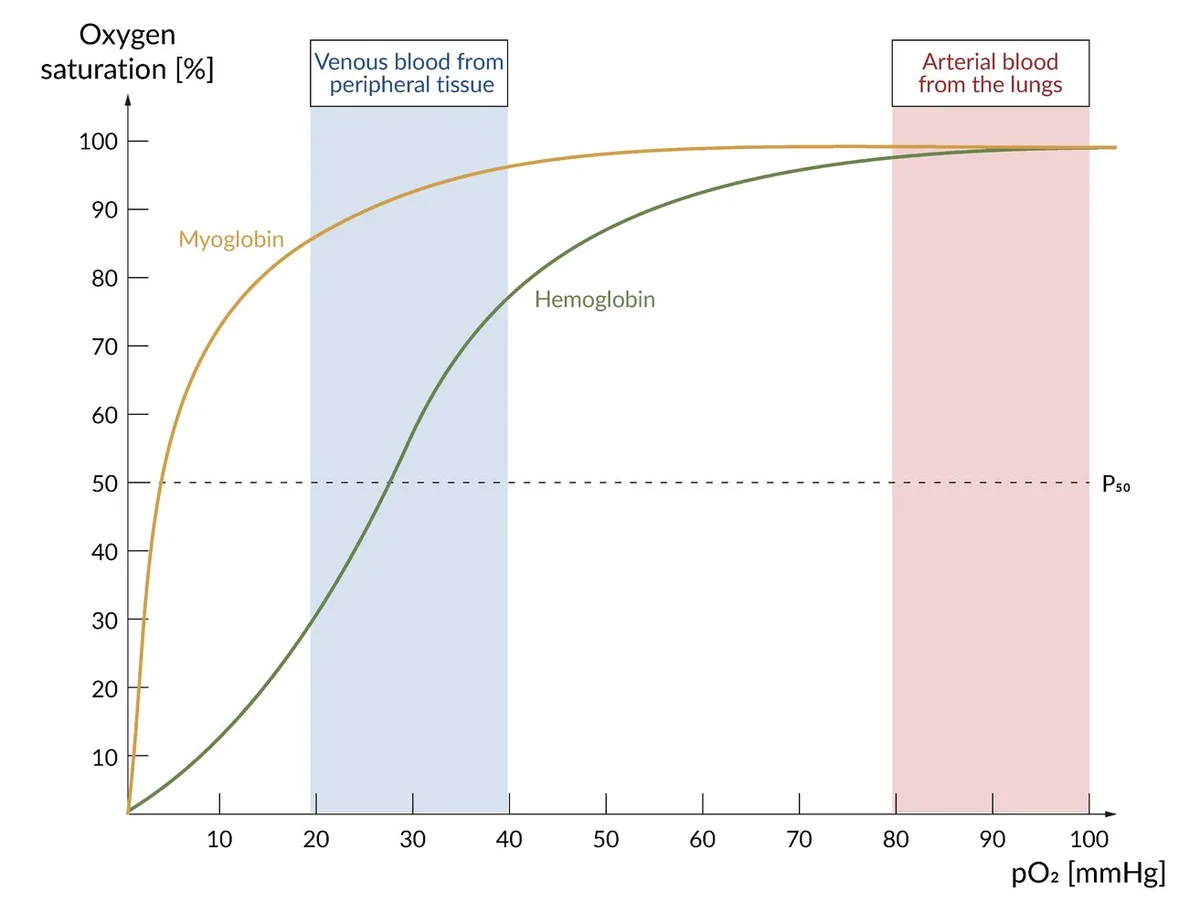 Oxygen
saturation [%]
Venous blood from
peripheral tissue
Arterial blood
from the lungs
100
90
Myoglobin
80
Hemoglobin
70
60
50
P₅₀
40
30
20
10
10 20 30 40 50 60 70 80 90 100
pO₂ [mmHg]